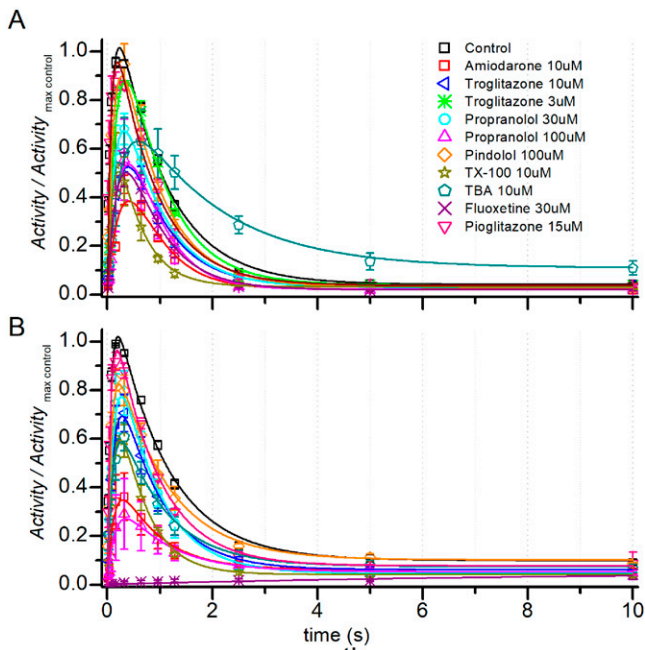 A
Activity / Activity max control
1.0
0.8
0.6
0.4
0.2
0.0
Control
Amiodarone 10uM
Troglitazone 10uM
Troglitazone 3uM
Propranolol 30uM
Propranolol 100uM
Pindolol 100uM
TX-100 10uM
TBA 10uM
Fluoxetine 30uM
Pioglitazone 15uM
B
Activity / Activity max control
1.0
0.8
0.6
0.4
0.2
0.0
0 2 4 6 8 10
time (s)